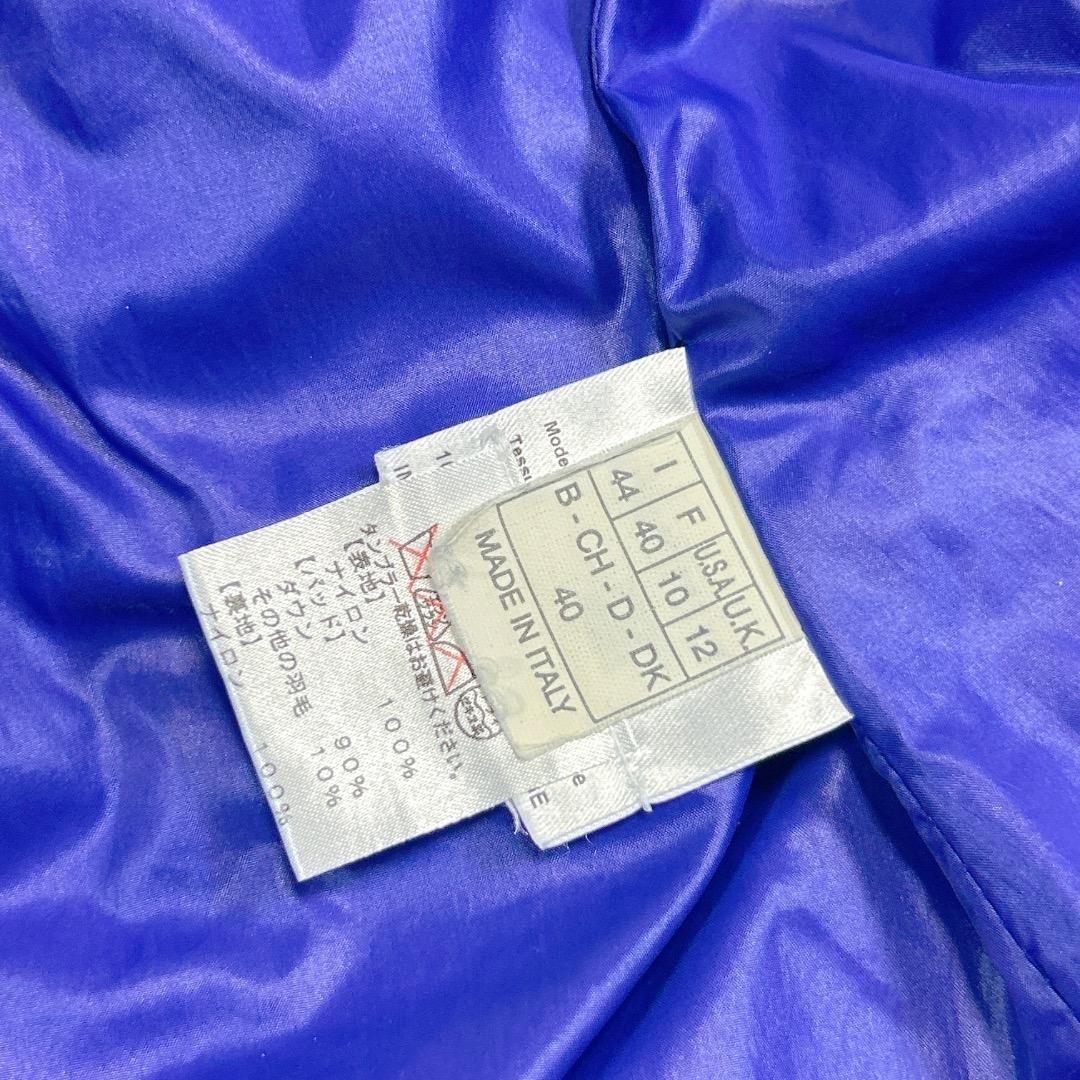 I F U.S.A U.K
44 40 10 12
B - CH - D - DK
40
MADE IN ITALY
Mode
Tessu
10
e
タンブラー乾燥はお避けください。
【表地】
ナイロン 100%
【パッド】
ダウン 90%
その他の羽毛 10%
【裏地】
ナイロン 100%